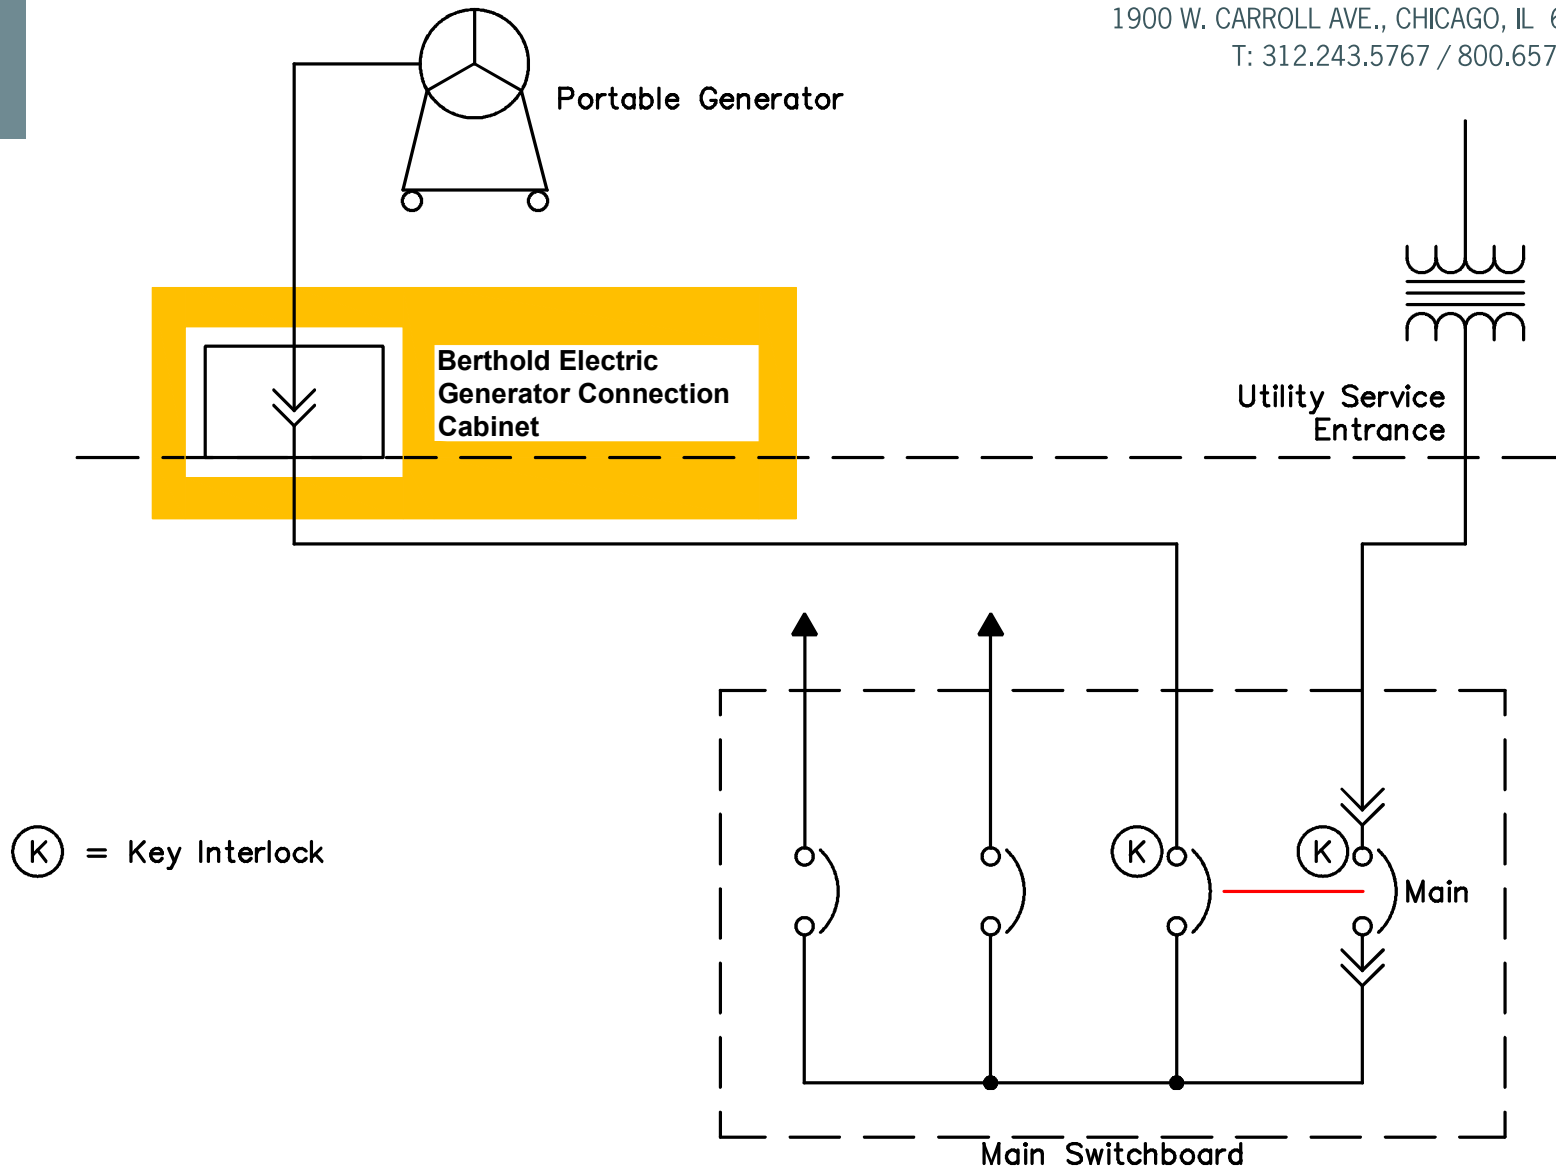 1900 W. CARROLL AVE., CHICAGO, IL
T: 312.243.5767 / 800.657
Portable Generator
Berthold Electric
Generator Connection
Cabinet
Utility Service
Entrance
K = Key Interlock
K
K
Main
Main Switchboard